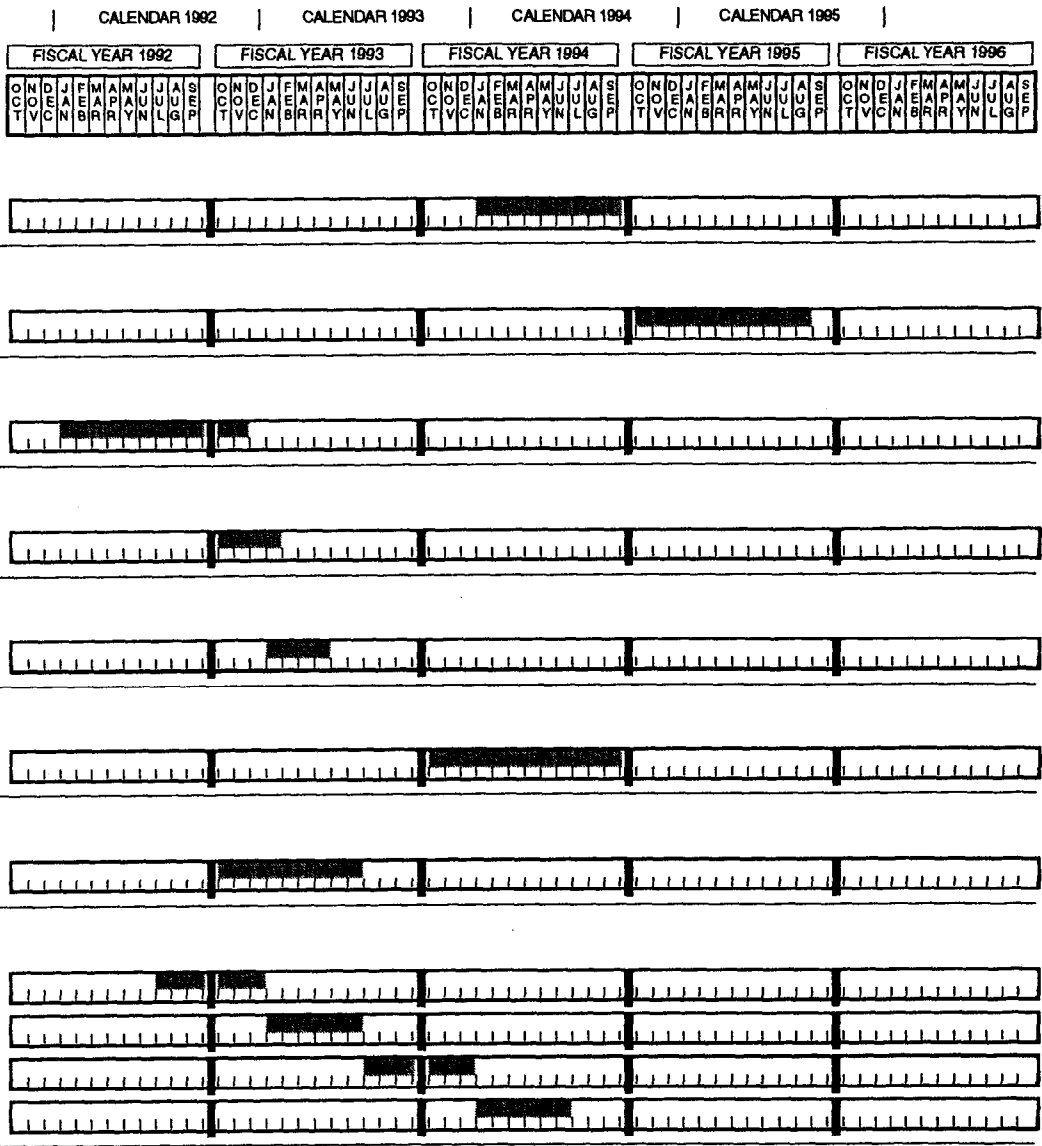 CALENDAR 1992 CALENDAR 1993 CALENDAR 1994 CALENDAR 1995
FISCAL YEAR 1992 FISCAL YEAR 1993 FISCAL YEAR 1994 FISCAL YEAR 1995 FISCAL YEAR 1996
OCT NOV DEC JAN FEB MAR APR MAY JUN JUL AUG SEP OCT NOV DEC JAN FEB MAR APR MAY JUN JUL AUG SEP OCT NOV DEC JAN FEB MAR APR MAY JUN JUL AUG SEP OCT NOV DEC JAN FEB MAR APR MAY JUN JUL AUG SEP OCT NOV DEC JAN FEB MAR APR MAY JUN JUL AUG SEP